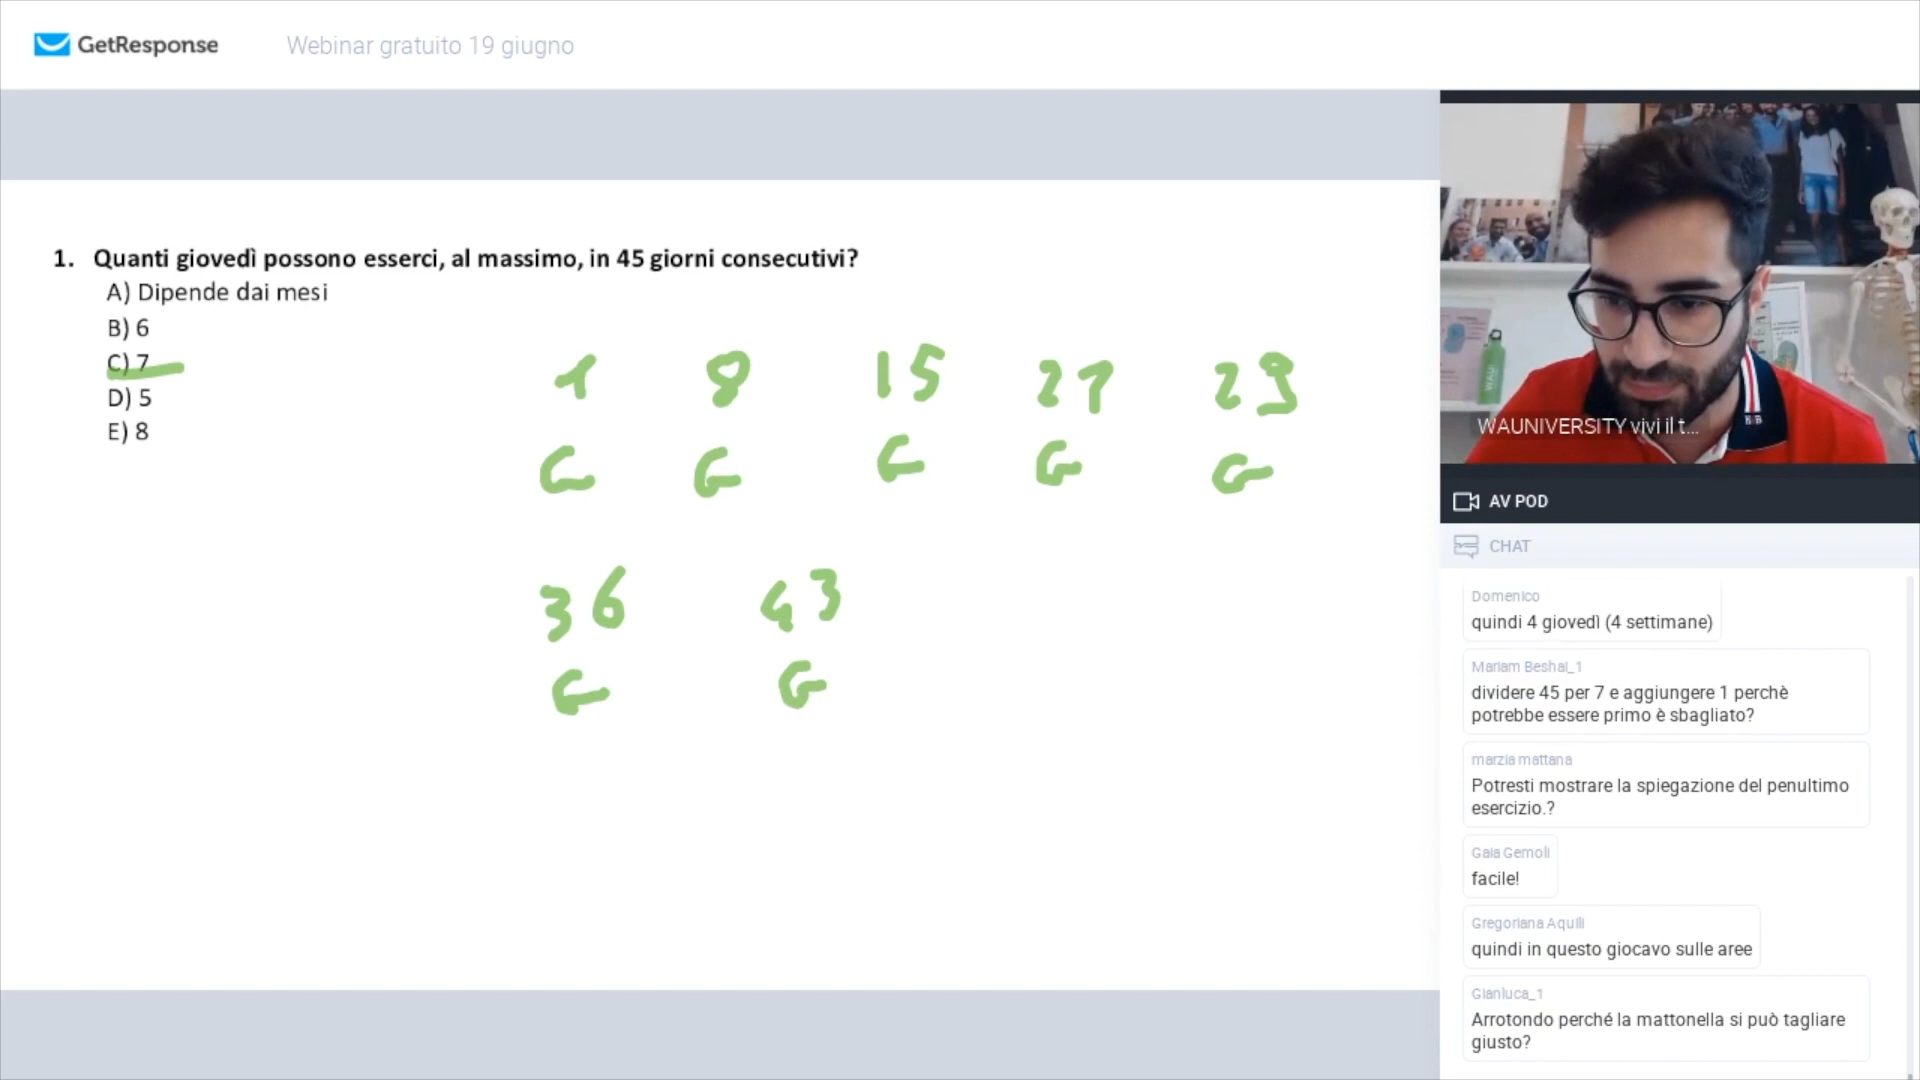 GetResponse
Webinar gratuito 19 giugno
1. Quanti giovedì possono esserci, al massimo, in 45 giorni consecutivi?
A) Dipende dai mesi
B) 6
C) 7
D) 5
E) 8
1 8 15 21 29
G G G G G
36 43
G G
WAUNIVERSITY vivi il t...
AV POD
CHAT
Domenico
quindi 4 giovedì (4 settimane)
Mariam Beshai_1
dividere 45 per 7 e aggiungere 1 perchè
potrebbe essere primo è sbagliato?
marzia mattana
Potresti mostrare la spiegazione del penultimo
esercizio.?
Gaia Gemoli
facile!
Gregoriana Aquili
quindi in questo giocavo sulle aree
Gianluca_1
Arrotondo perché la mattonella si può tagliare
giusto?